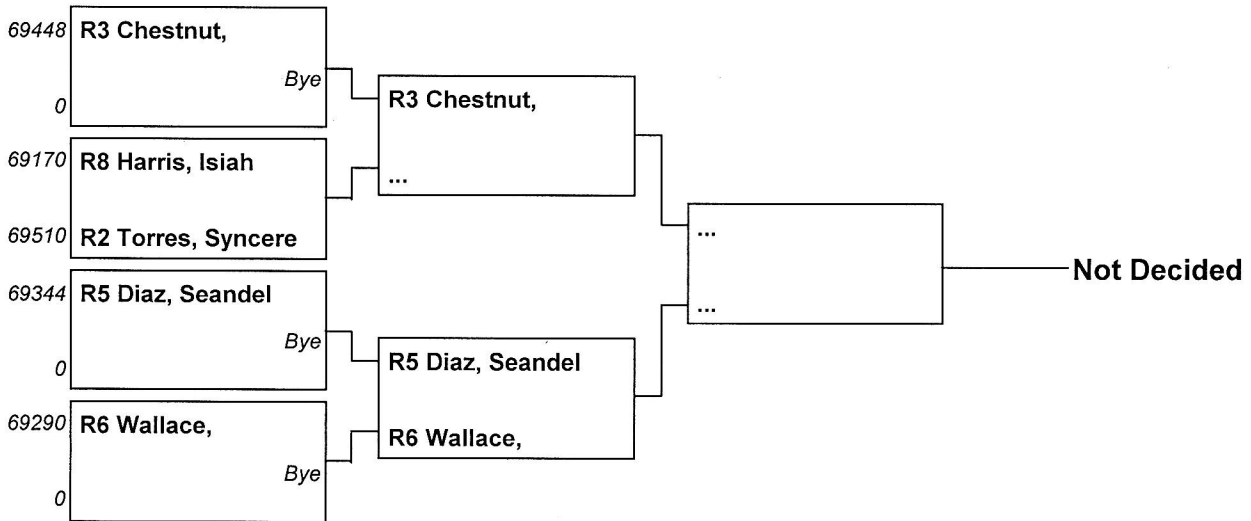 69448 R3 Chestnut,
Bye
0
69170 R8 Harris, Isiah
69510 R2 Torres, Syncere
69344 R5 Diaz, Seandel
Bye
0
69290 R6 Wallace,
Bye
0
R3 Chestnut,
...
R5 Diaz, Seandel
R6 Wallace,
...
...
Not Decided